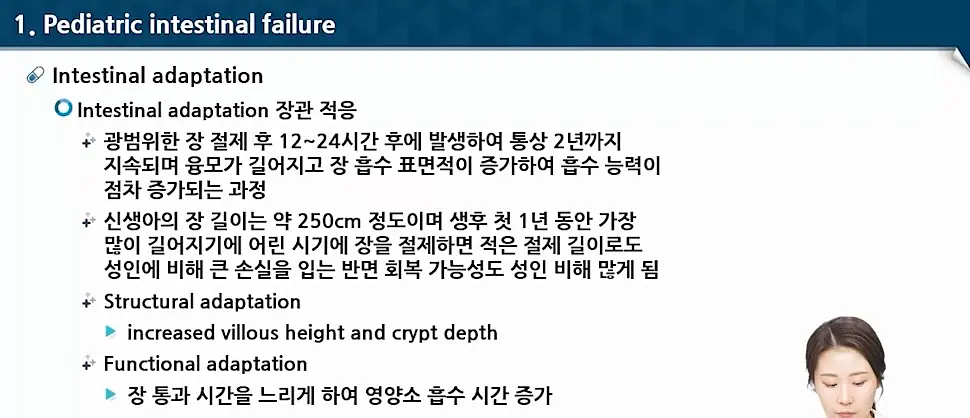 1. Pediatric intestinal failure
Intestinal adaptation
Intestinal adaptation 장관 적응
광범위한 장 절제 후 12~24시간 후에 발생하여 통상 2년까지
지속되며 융모가 길어지고 장 흡수 표면적이 증가하여 흡수 능력이
점차 증가되는 과정
신생아의 장 길이는 약 250cm 정도이며 생후 첫 1년 동안 가장
많이 길어지기에 어린 시기에 장을 절제하면 적은 절제 길이로도
성인에 비해 큰 손실을 입는 반면 회복 가능성도 성인 비해 많게 됨
Structural adaptation
increased villous height and crypt depth
Functional adaptation
장 통과 시간을 느리게 하여 영양소 흡수 시간 증가